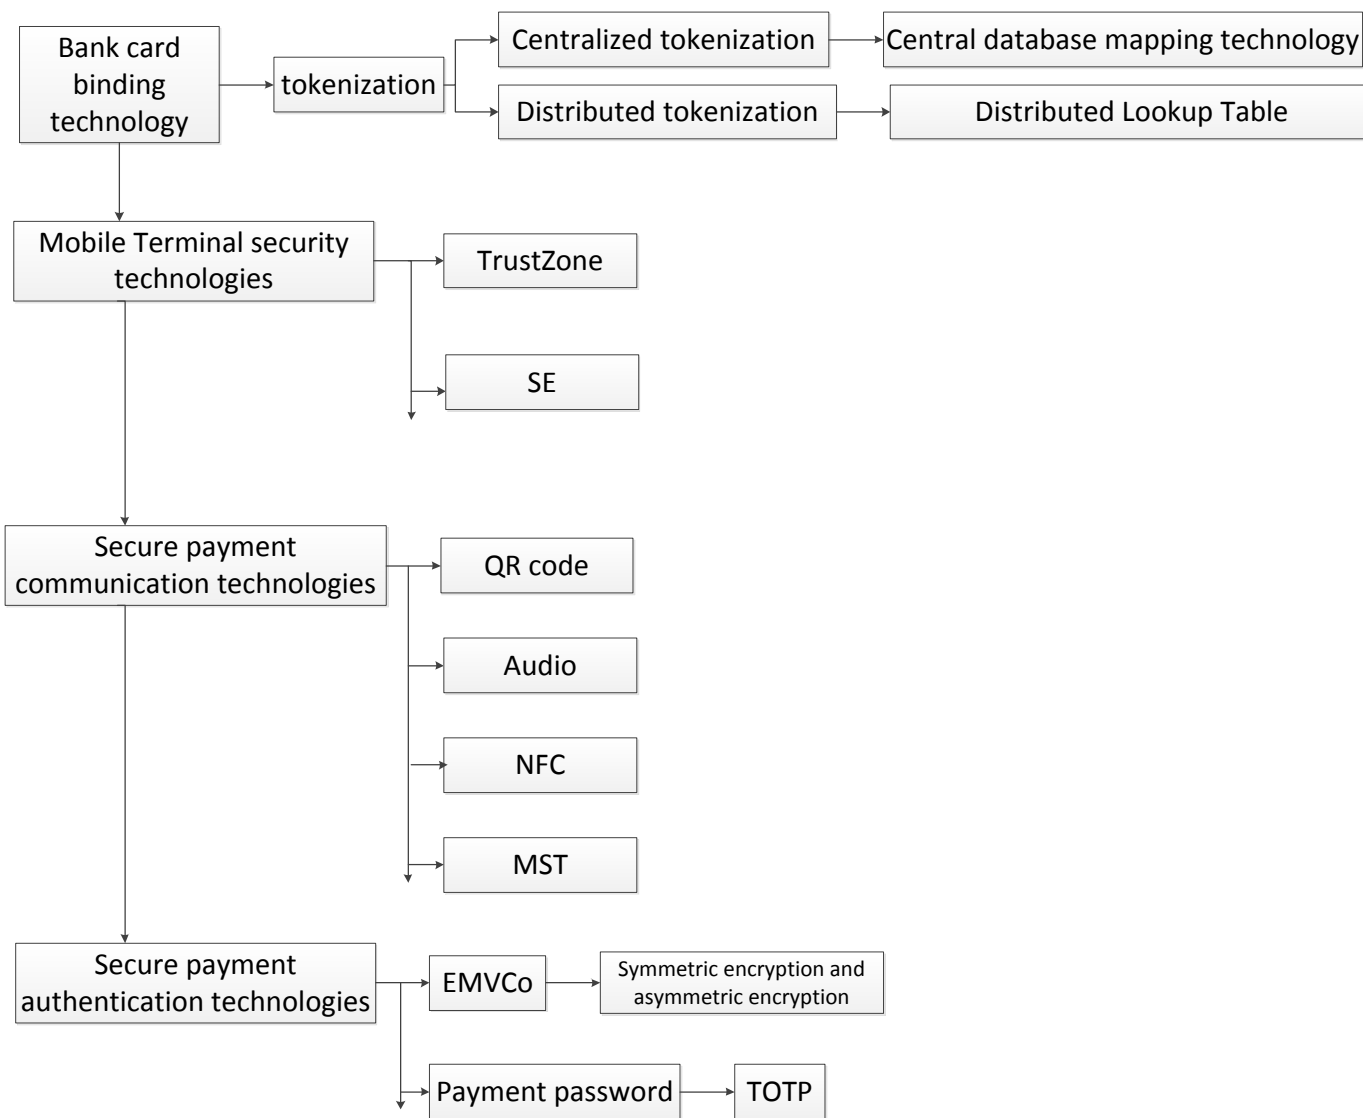 Bank card
binding
technology
tokenization
Centralized tokenization
Central database mapping technology
Distributed tokenization
Distributed Lookup Table
Mobile Terminal security
technologies
TrustZone
SE
Secure payment
communication technologies
QR code
Audio
NFC
MST
Secure payment
authentication technologies
EMVCo
Symmetric encryption and
asymmetric encryption
Payment password
TOTP